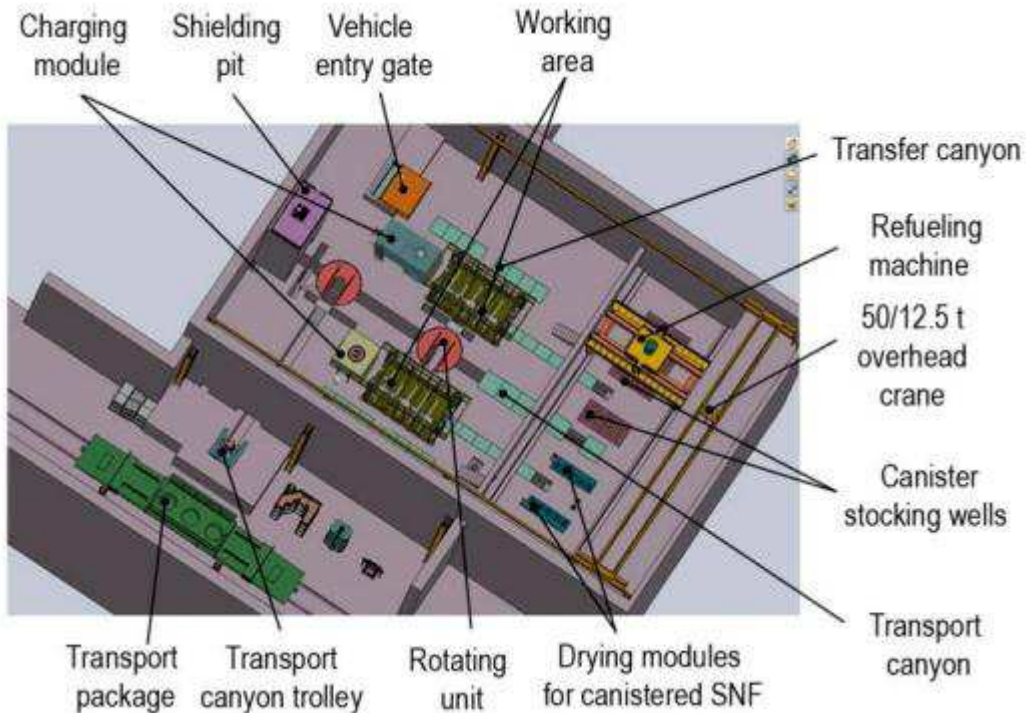 Charging
module
Shielding
pit
Vehicle
entry gate
Working
area
Transfer canyon
Refueling
machine
50/12.5 t
overhead
crane
Canister
stocking wells
Transport
canyon
Transport
package
Transport
canyon trolley
Rotating
unit
Drying modules
for canistered SNF